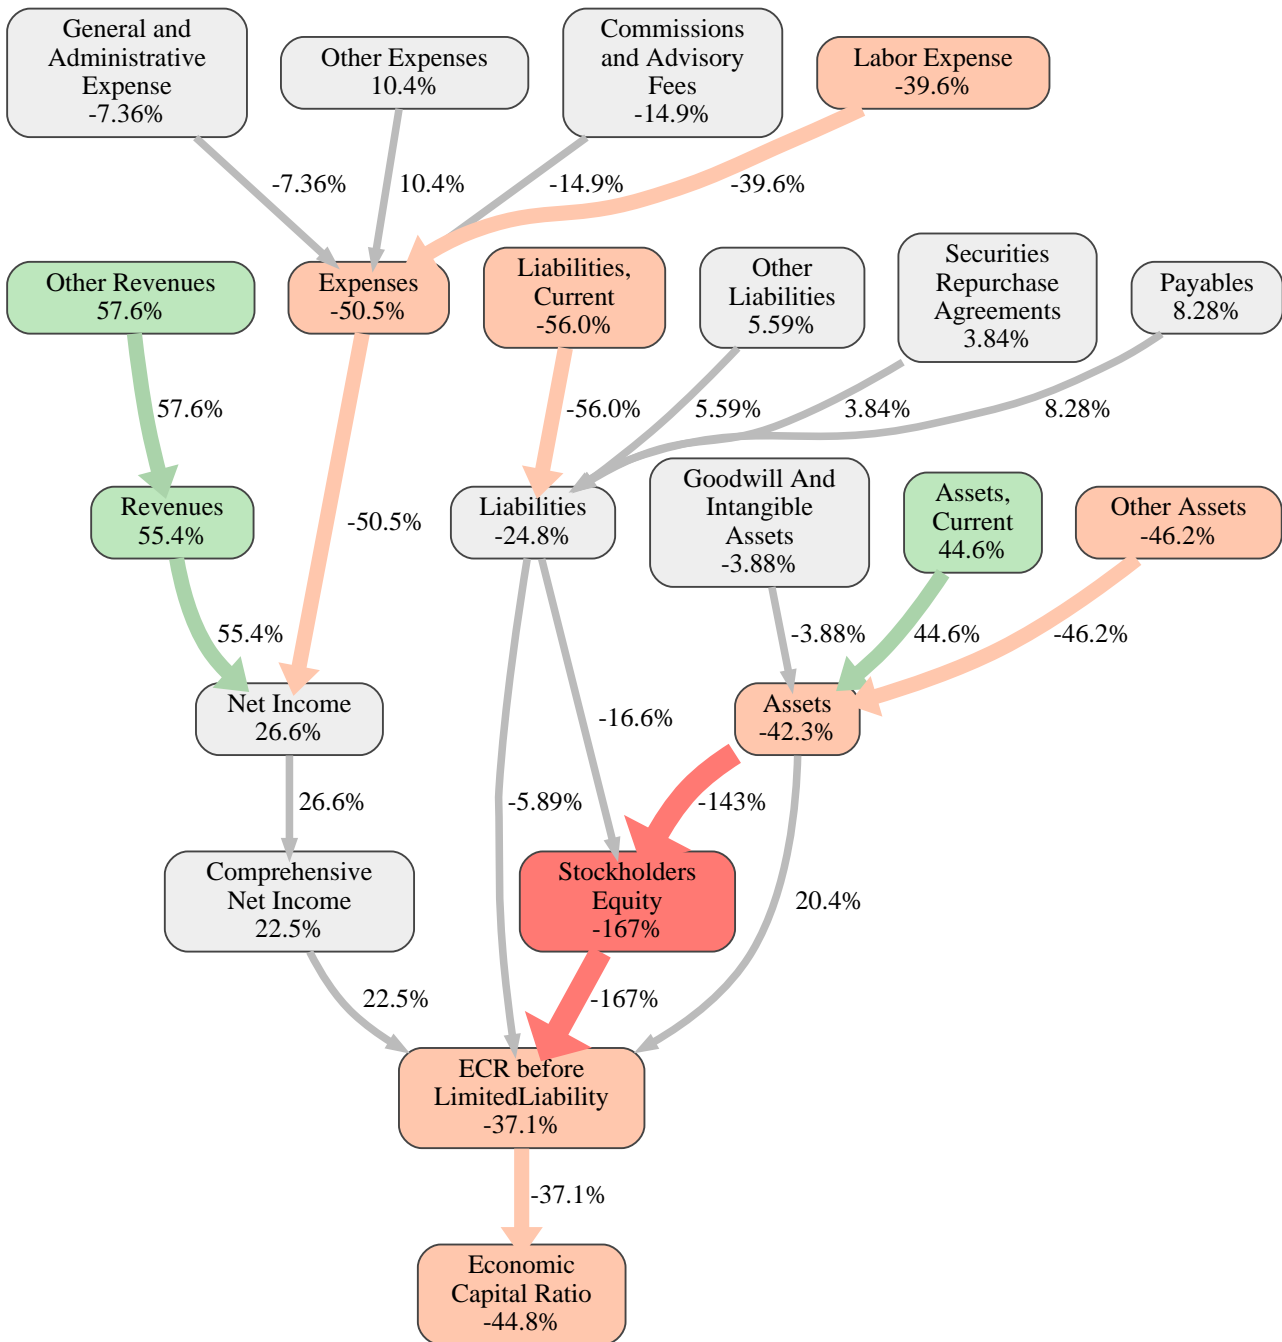 General and
Administrative
Expense
-7.36%
Other Expenses
10.4%
Commissions
and Advisory
Fees
-14.9%
Labor Expense
-39.6%
-7.36%
10.4%
-14.9%
-39.6%
Other Revenues
57.6%
Expenses
-50.5%
Liabilities,
Current
-56.0%
Other
Liabilities
5.59%
Securities
Repurchase
Agreements
3.84%
Payables
8.28%
57.6%
-56.0%
5.59%
3.84%
8.28%
Revenues
55.4%
-50.5%
Liabilities
-24.8%
Goodwill And
Intangible
Assets
-3.88%
Assets,
Current
44.6%
Other Assets
-46.2%
55.4%
-3.88%
44.6%
-46.2%
Net Income
26.6%
-16.6%
Assets
-42.3%
26.6%
-5.89%
-143%
Comprehensive
Net Income
22.5%
Stockholders
Equity
-167%
20.4%
22.5%
-167%
ECR before
LimitedLiability
-37.1%
-37.1%
Economic
Capital Ratio
-44.8%